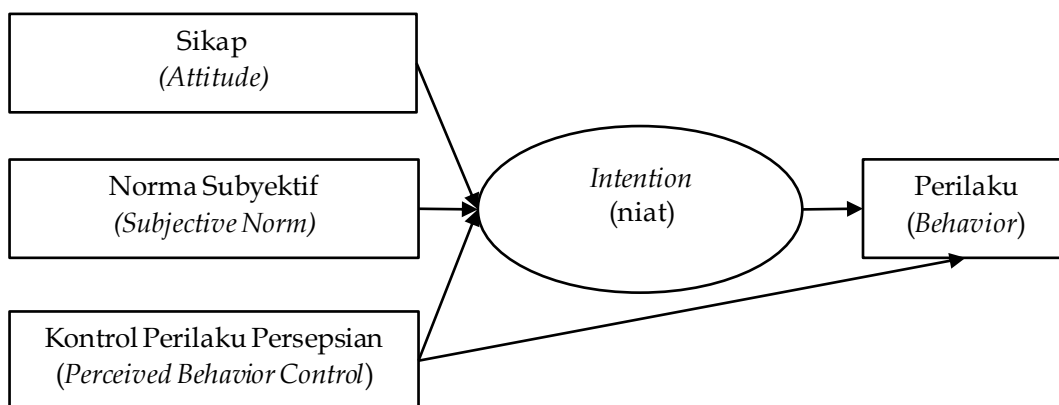 Sikap
(Attitude)
Norma Subyektif
(Subjective Norm)
Kontrol Perilaku Persepsian
(Perceived Behavior Control)
Intention
(niat)
Perilaku
(Behavior)